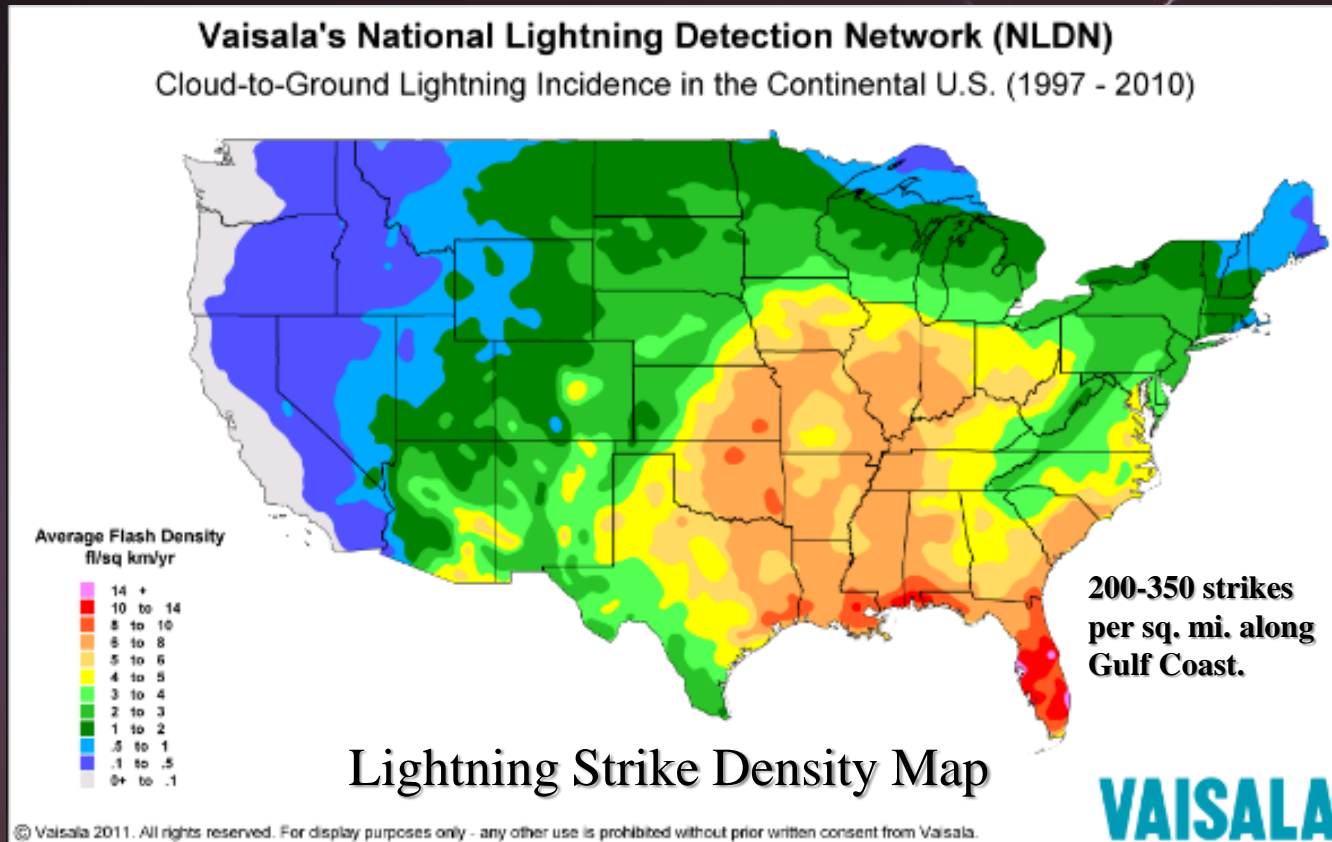 Vaisala's National Lightning Detection Network (NLDN)
Cloud-to-Ground Lightning Incidence in the Continental U.S. (1997 - 2010)
Average Flash Density
fl/sq km/yr
14 +
10 to 14
8 to 10
6 to 8
5 to 6
4 to 5
3 to 4
2 to 3
1 to 2
.5 to 1
.1 to .5
0+ to .1
200-350 strikes
per sq. mi. along
Gulf Coast.
Lightning Strike Density Map
VAISALA
© Vaisala 2011. All rights reserved. For display purposes only - any other use is prohibited without prior written consent from Vaisala.